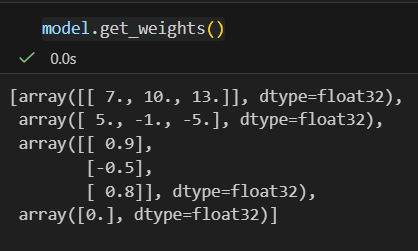 model.get_weights()
0.0s
[array([[ 7., 10., 13.]], dtype=float32),
 array([ 5., -1., -5.], dtype=float32),
 array([[ 0.9],
        [-0.5],
        [ 0.8]], dtype=float32),
 array([0.], dtype=float32)]